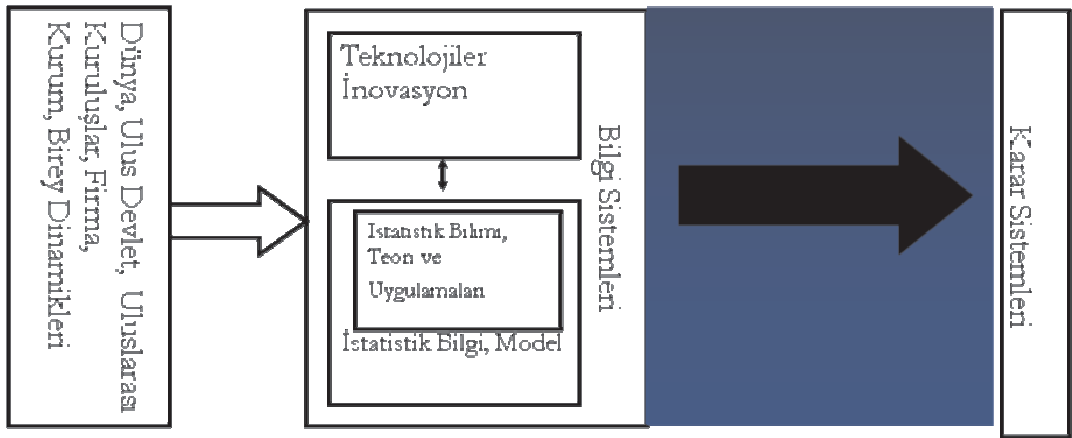 Dünya, Ulus Devlet, Uluslarası
Kuruluşlar, Firma,
Kurum, Birey Dinamikleri
Teknolojiler
İnovasyon
İstatistik Bilimi,
Teori ve
Uygulamaları
İstatistik Bilgi, Model
Bilgi Sistemleri
Karar Sistemleri